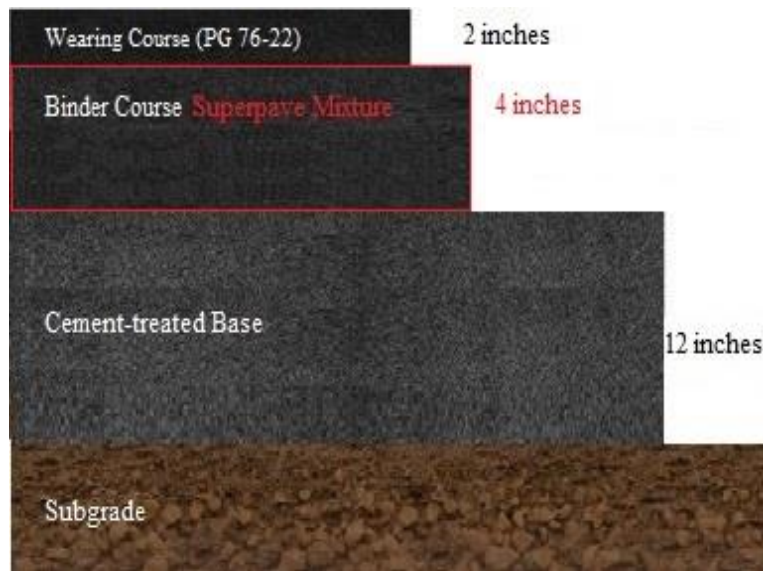 Wearing Course (PG 76-22) 2 inches
Binder Course Superpave Mixture 4 inches
Cement-treated Base
12 inches
Subgrade